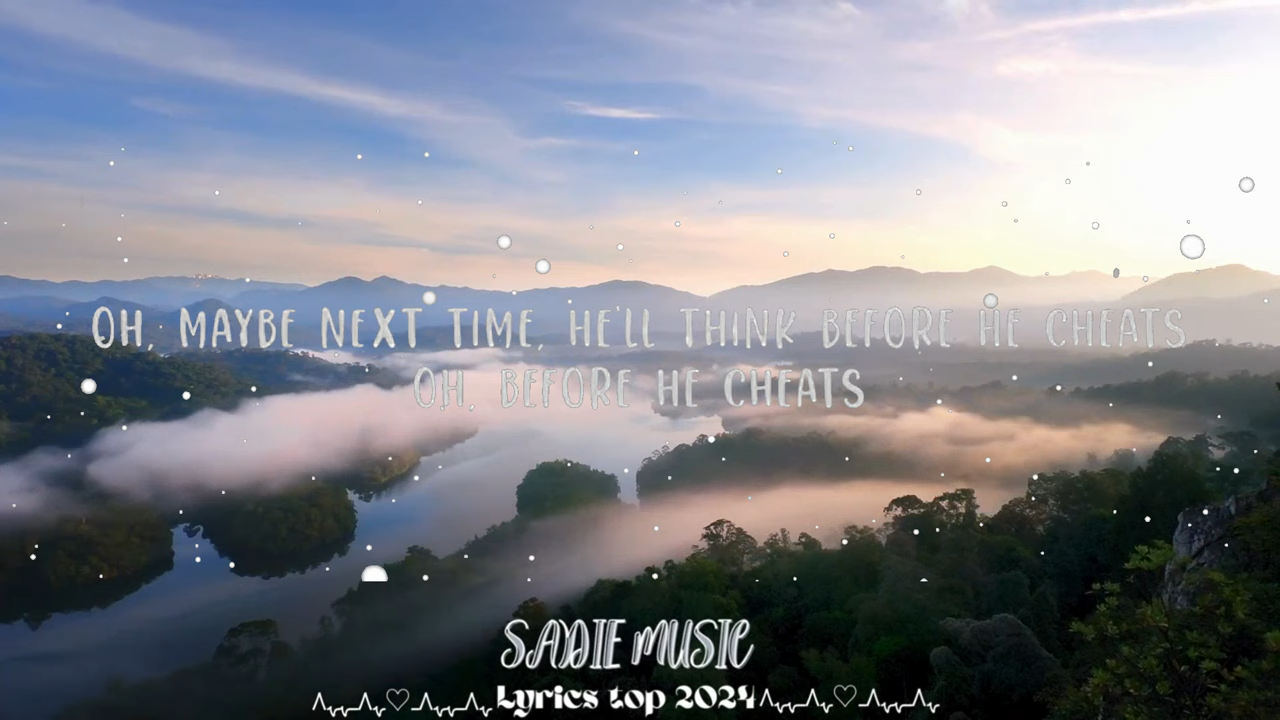 OH, MAYBE NEXT TIME, HE'LL THINK BEFORE HE CHEATS
OH, BEFORE HE CHEATS
SADIE MUSIC
Lyrics top 2024